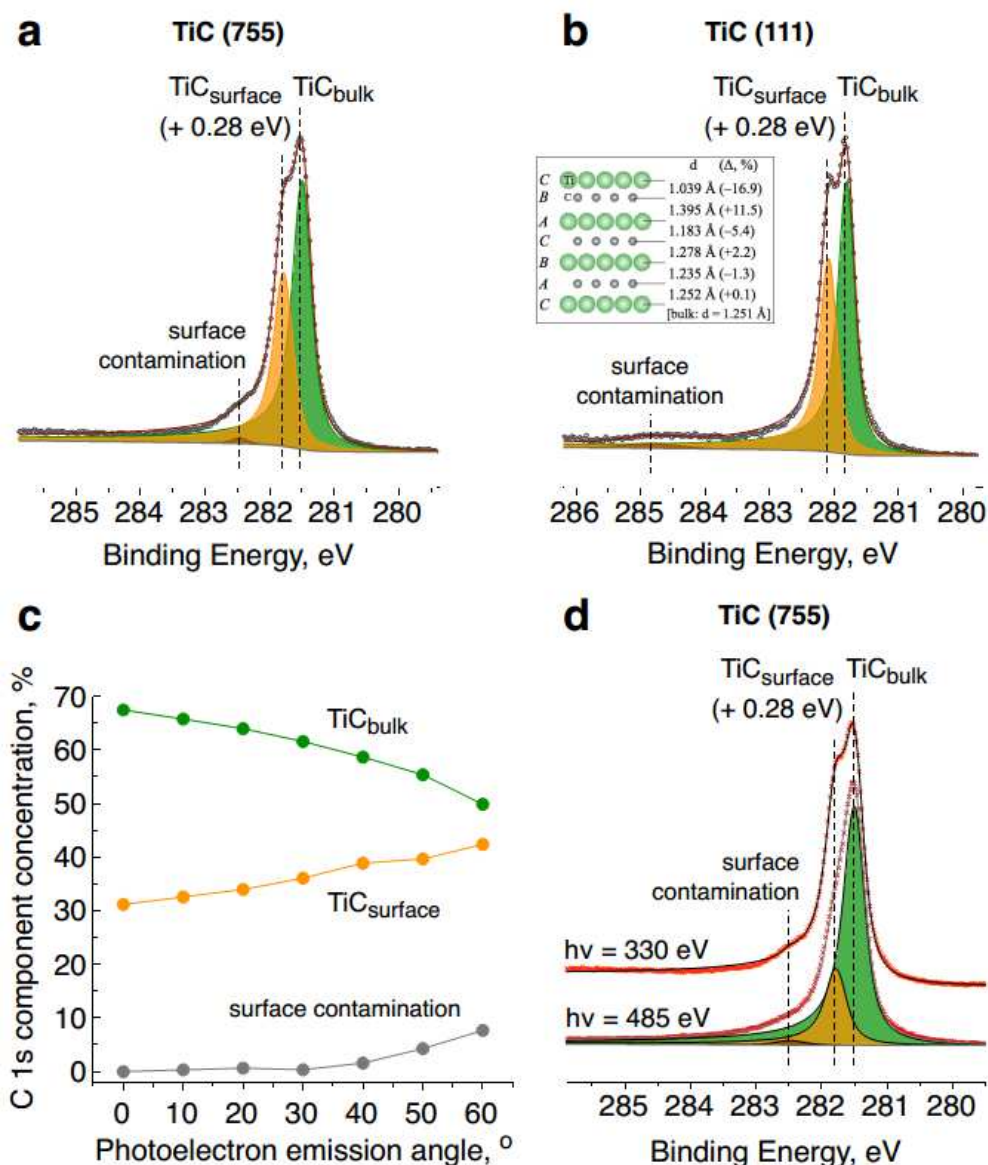 a
TiC (755)
TiCsurface
(+ 0.28 eV)
TiCbulk
surface
contamination
285 284 283 282 281 280
Binding Energy, eV
b
TiC (111)
TiCsurface
(+ 0.28 eV)
TiCbulk
d (Δ, %)
C Ti 1.039 Å (−16.9)
B C 1.395 Å (+11.5)
A 1.183 Å (−5.4)
C 1.278 Å (+2.2)
B 1.235 Å (−1.3)
A 1.252 Å (+0.1)
C [bulk: d = 1.251 Å]
surface
contamination
286 285 284 283 282 281 280
Binding Energy, eV
c
C 1s component concentration, %
70
60
50
40
30
20
10
0
TiCbulk
TiCsurface
surface contamination
0 10 20 30 40 50 60
Photoelectron emission angle, °
d
TiC (755)
TiCsurface
(+ 0.28 eV)
TiCbulk
surface
contamination
hν = 330 eV
hν = 485 eV
285 284 283 282 281 280
Binding Energy, eV